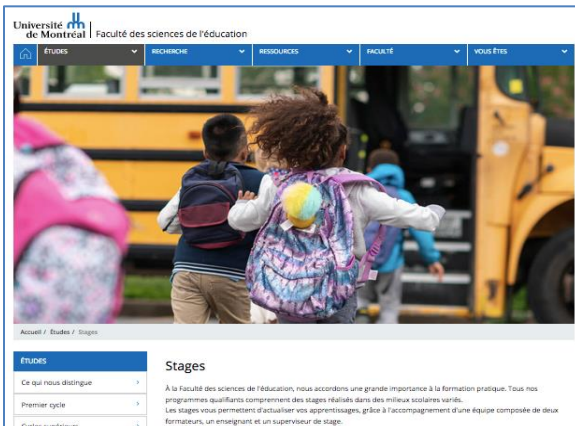 Université
de Montréal
Faculté des sciences de l'éducation
ÉTUDES
RECHERCHE
RESSOURCES
FACULTÉ
VOUS ÊTES
Accueil / Études / Stages
ÉTUDES
Ce qui nous distingue
Premier cycle
Cycles supérieurs
Stages
À la Faculté des sciences de l'éducation, nous accordons une grande importance à la formation pratique. Tous nos
programmes qualifiants comprennent des stages réalisés dans des milieux scolaires variés.
Les stages vous permettent d'actualiser vos apprentissages, grâce à l'accompagnement d'une équipe composée de deux
formateurs, un enseignant et un superviseur de stage.